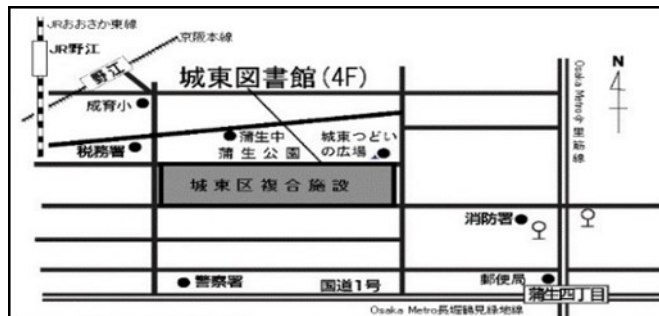 JRおおさか東線
JR野江
京阪本線
野江
城東図書館(4F)
成育小
蒲生中
蒲生公園
城東つどい
の広場
税務署
城東区複合施設
N
Osaka Metro今里筋線
消防署
警察署
国道1号
郵便局
蒲生四丁目
Osaka Metro長堀鶴見緑地線